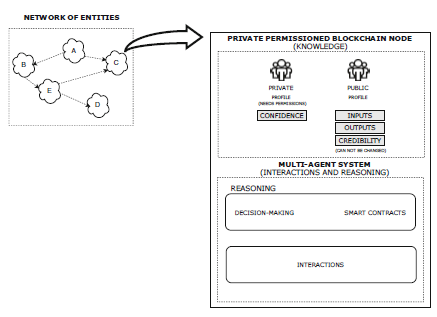 NETWORK OF ENTITIES
A
B
C
E
D
PRIVATE PERMISSIONED BLOCKCHAIN NODE
(KNOWLEDGE)
PRIVATE
PROFILE
(NEEDS PERMISSIONS)
CONFIDENCE
PUBLIC
PROFILE
INPUTS
OUTPUTS
CREDIBILITY
(CAN NOT BE CHANGED)
MULTI-AGENT SYSTEM
(INTERACTIONS AND REASONING)
REASONING
DECISION-MAKING SMART CONTRACTS
INTERACTIONS